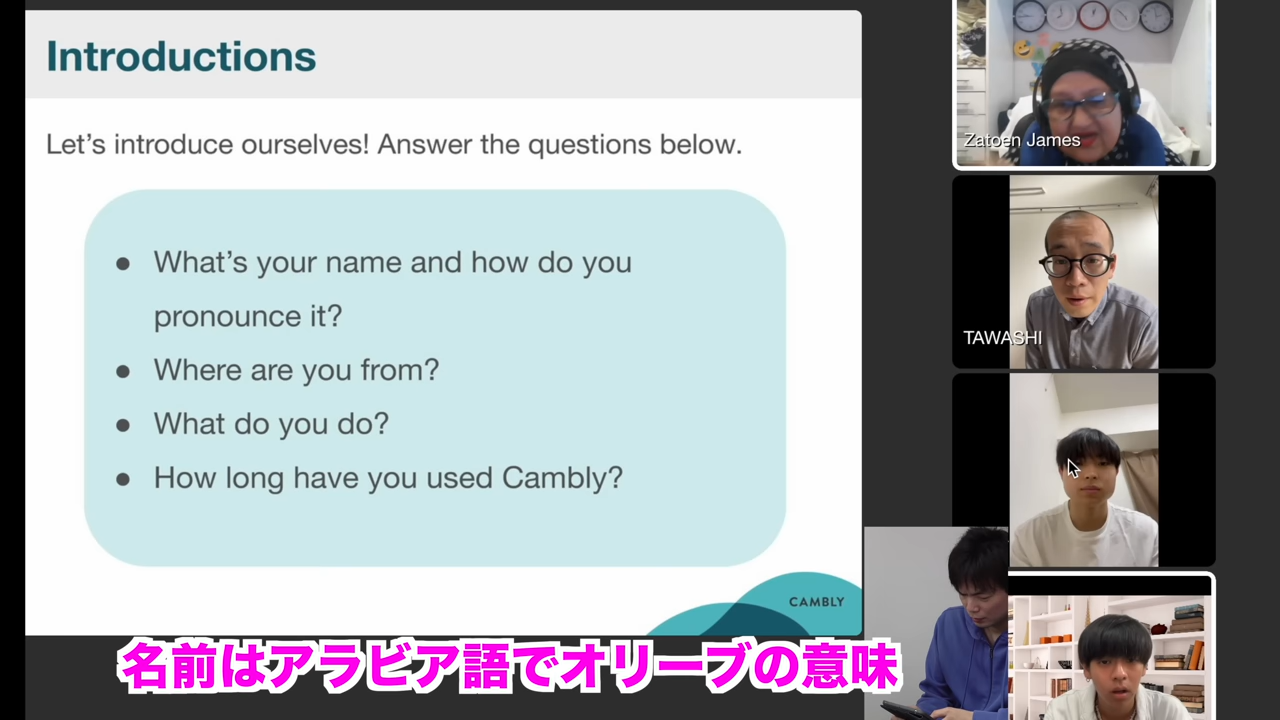 Introductions
Let's introduce ourselves! Answer the questions below.
● What's your name and how do you
pronounce it?
● Where are you from?
● What do you do?
● How long have you used Cambly?
CAMBLY
Zatoen James
TAWASHI
名前はアラビア語でオリーブの意味